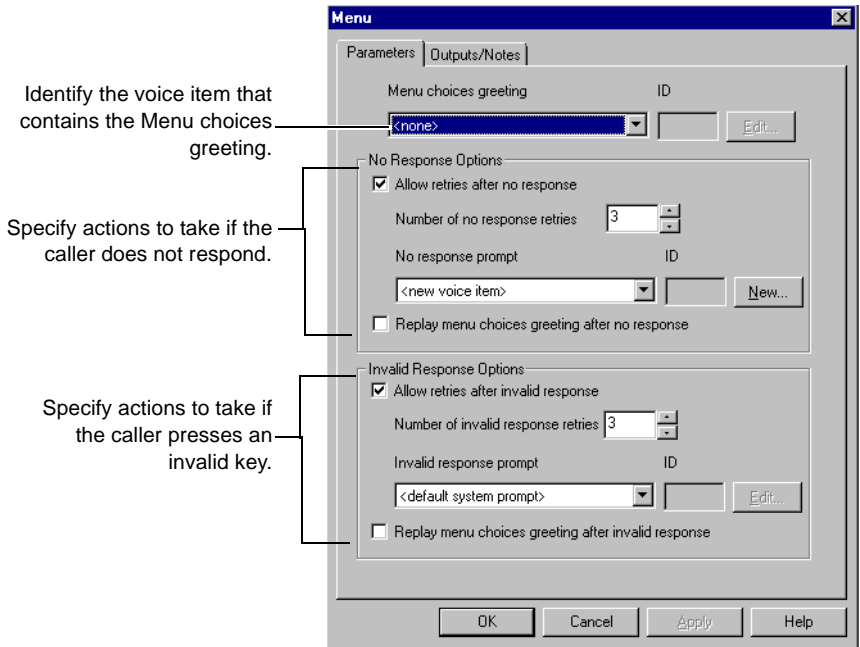 Menu
Parameters
Outputs/Notes
Menu choices greeting
ID
Identify the voice item that
contains the Menu choices
greeting.
<none>
Edit...
No Response Options
Allow retries after no response
Number of no response retries
3
Specify actions to take if the
caller does not respond.
No response prompt
ID
<new voice item>
New...
Replay menu choices greeting after no response
Invalid Response Options
Allow retries after invalid response
Specify actions to take if
the caller presses an
invalid key.
Number of invalid response retries
3
Invalid response prompt
ID
<default system prompt>
Edit...
Replay menu choices greeting after invalid response
OK
Cancel
Apply
Help